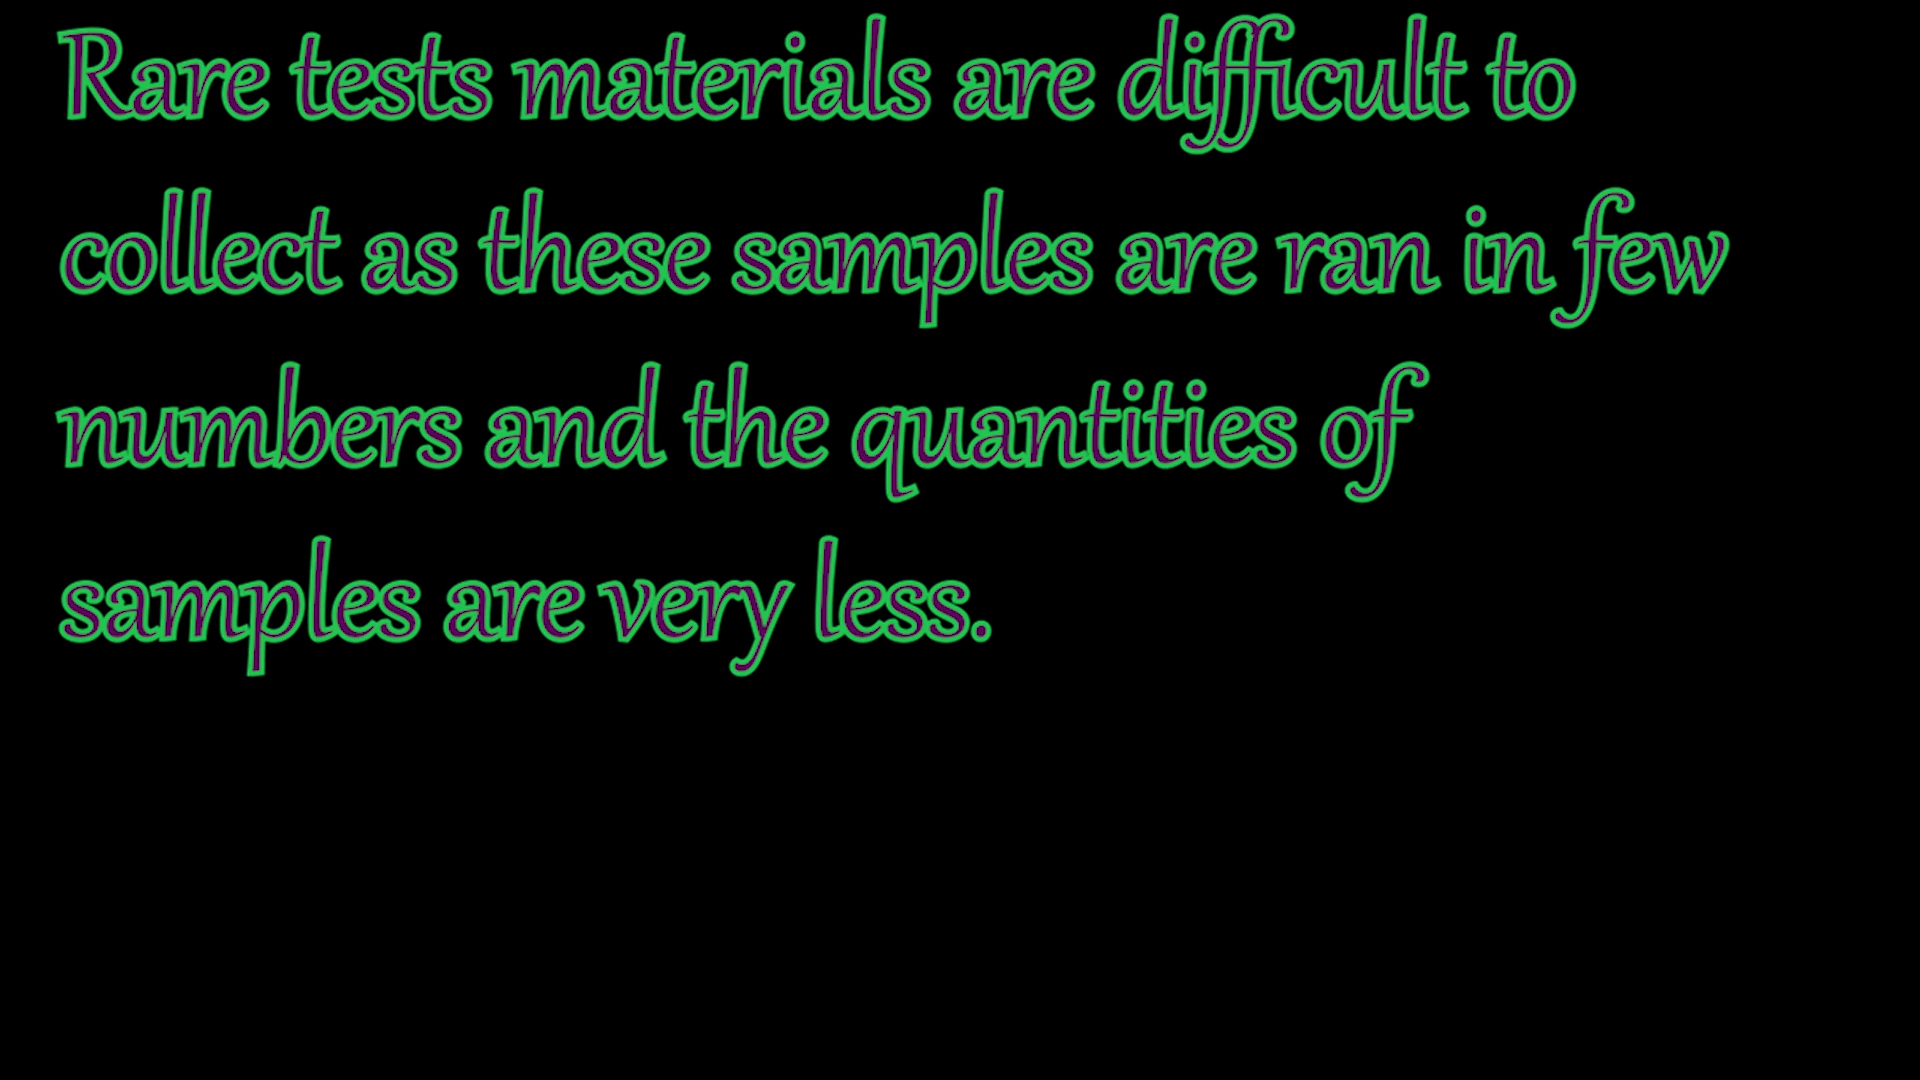 Rare tests materials are difficult to
collect as these samples are ran in few
numbers and the quantities of
samples are very less.